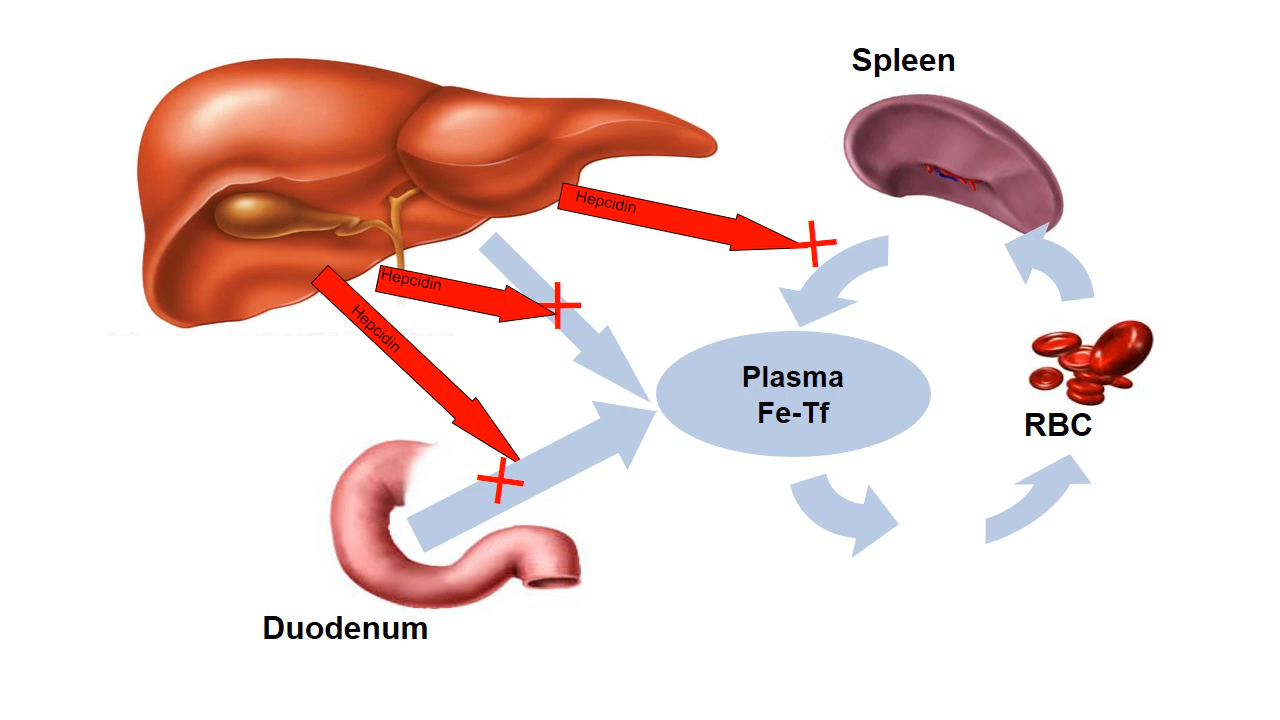 Spleen
Hepcidin
Hepcidin
Hepcidin
Plasma
Fe-Tf
RBC
Duodenum